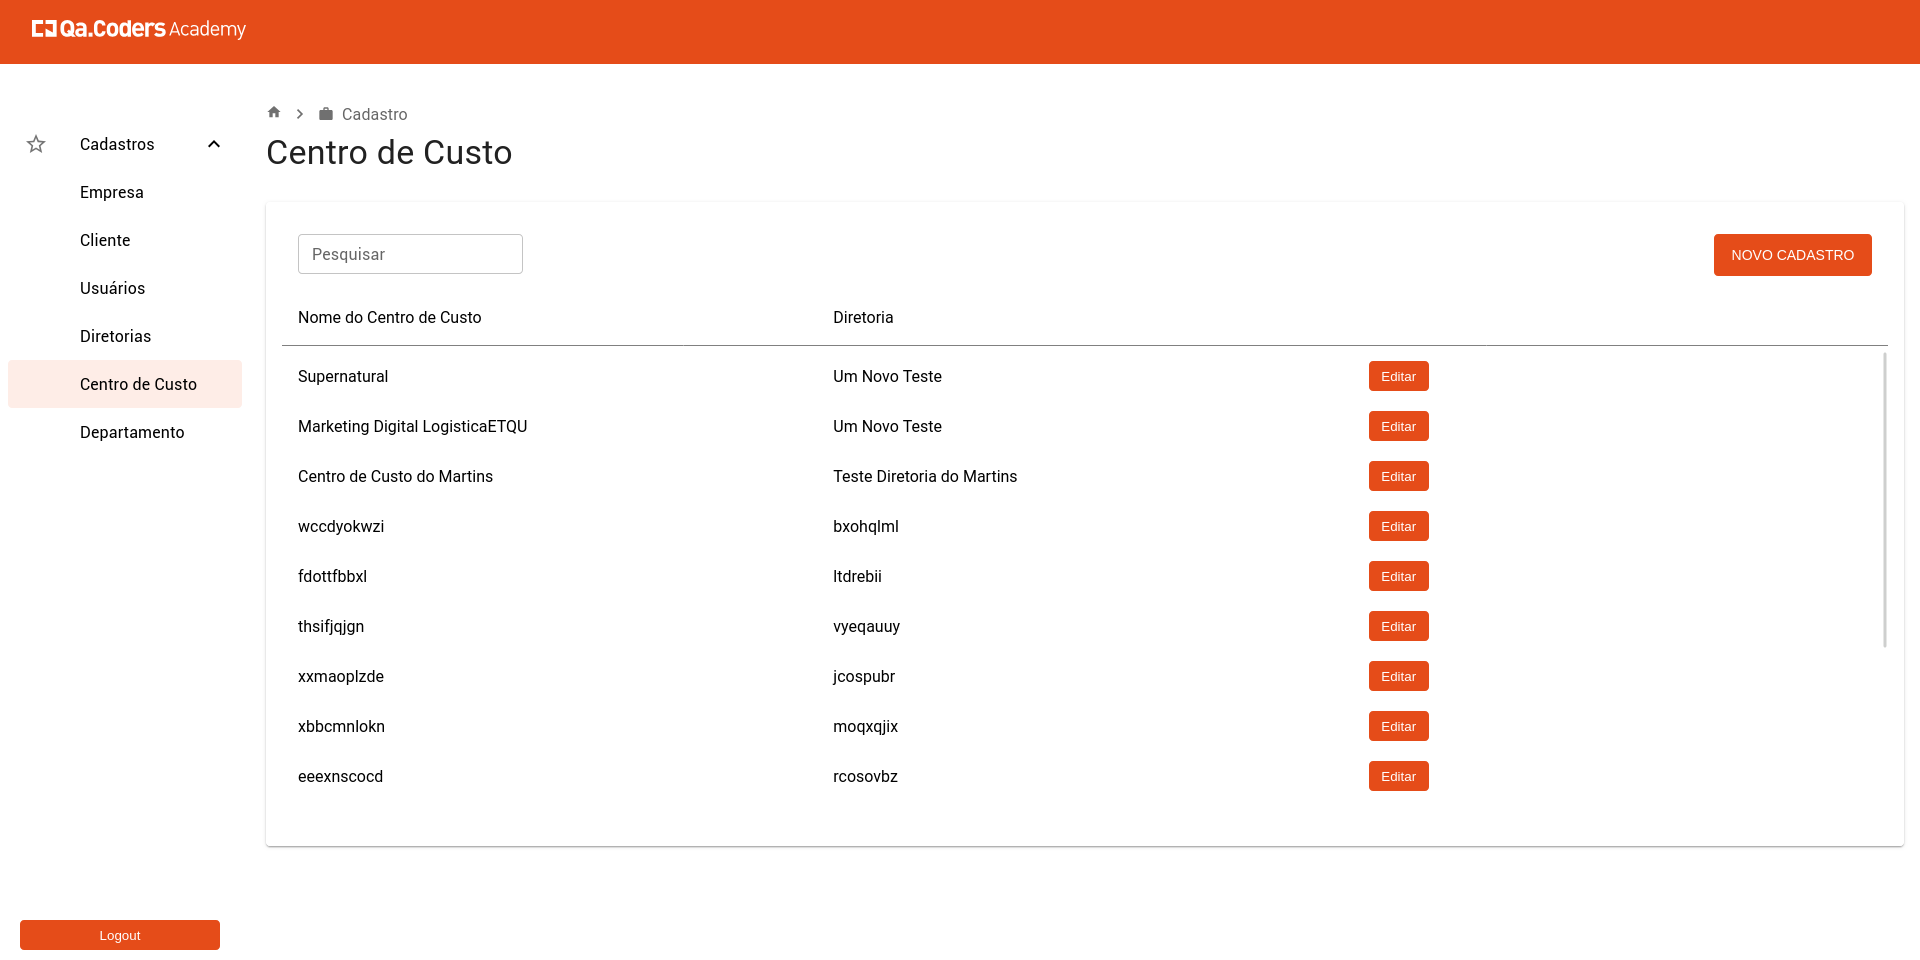 Qa.Coders Academy
Cadastro
Centro de Custo
Cadastros
Empresa
Cliente
Usuários
Diretorias
Centro de Custo
Departamento
Logout
Pesquisar
NOVO CADASTRO
Nome do Centro de Custo Diretoria
Supernatural Um Novo Teste Editar
Marketing Digital LogisticaETQU Um Novo Teste Editar
Centro de Custo do Martins Teste Diretoria do Martins Editar
wccdyokwzi bxohqlml Editar
fdottfbbxl ltdrebii Editar
thsifjqjgn vyeqauuy Editar
xxmaoplzde jcospubr Editar
xbbcmnlokn moqxqjix Editar
eeexnscocd rcosovbz Editar